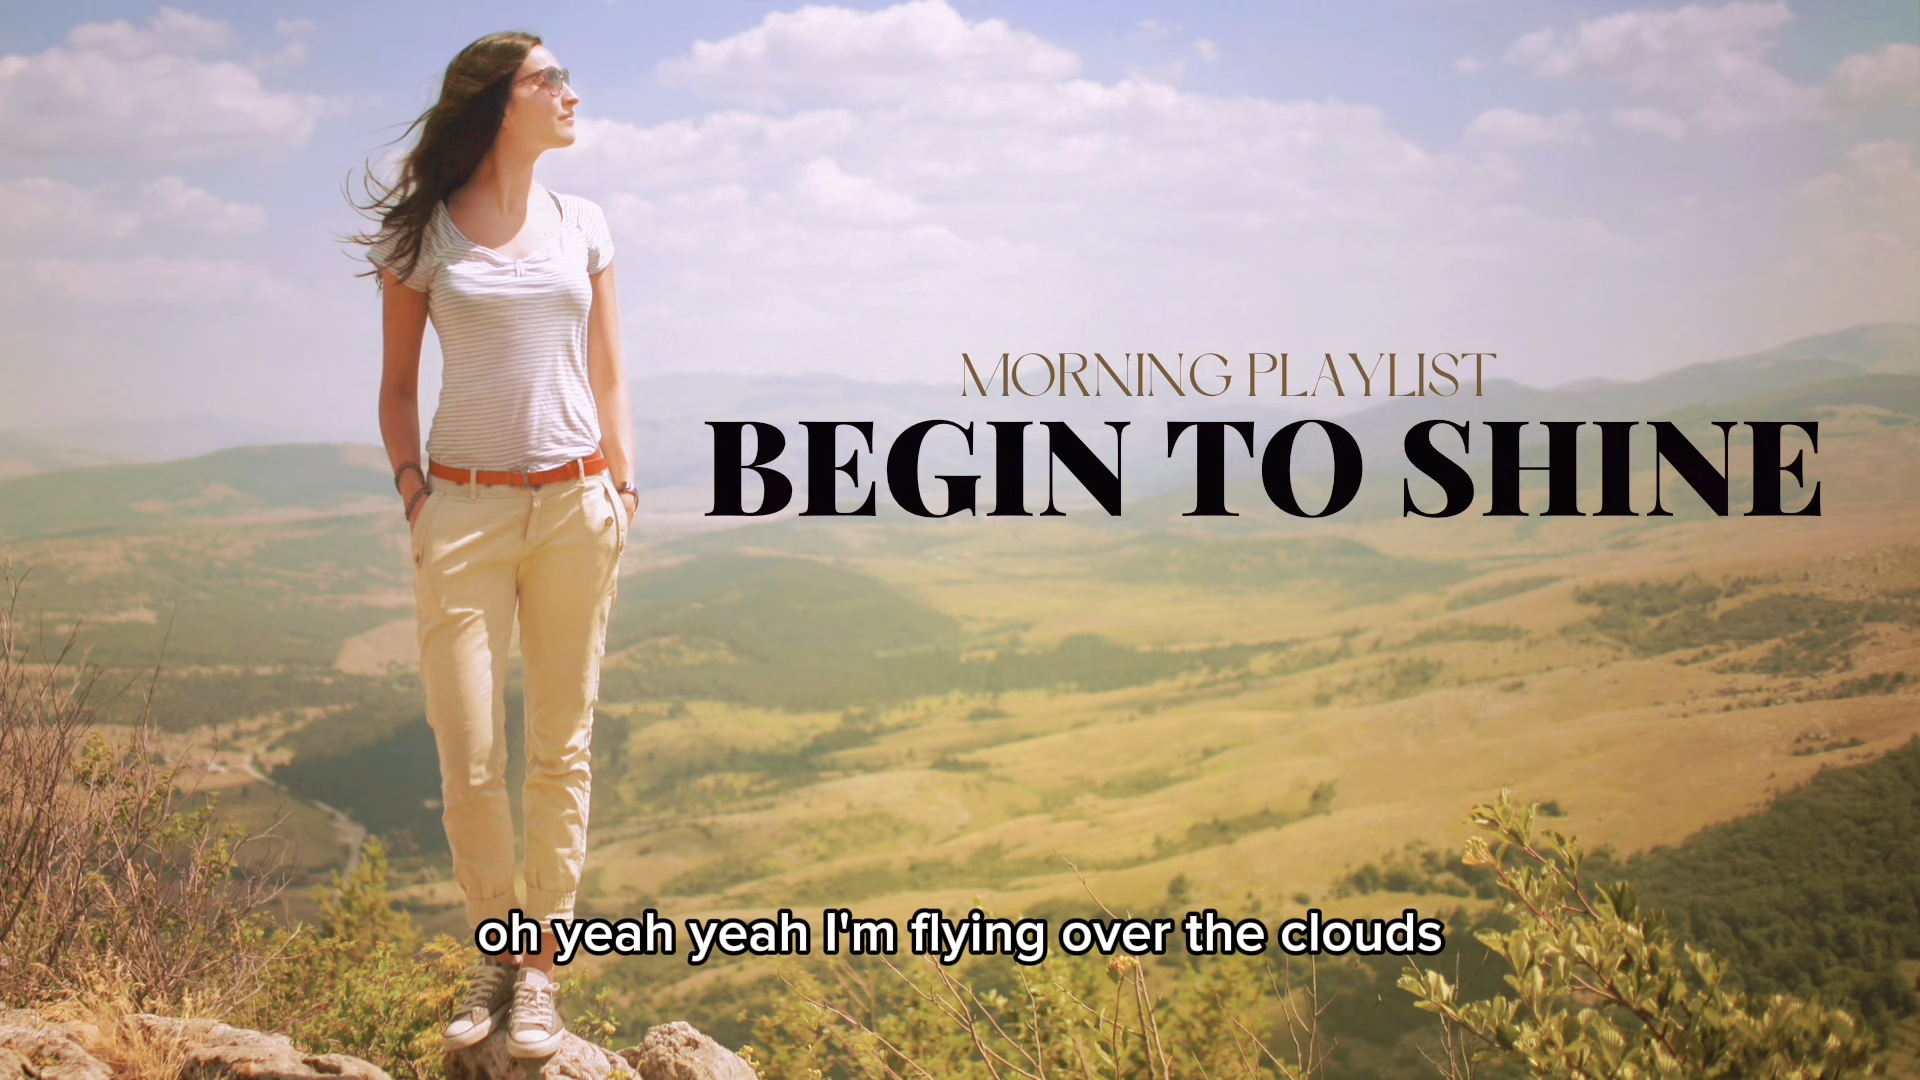 MORNING PLAYLIST
BEGIN TO SHINE
oh yeah yeah I'm flying over the clouds